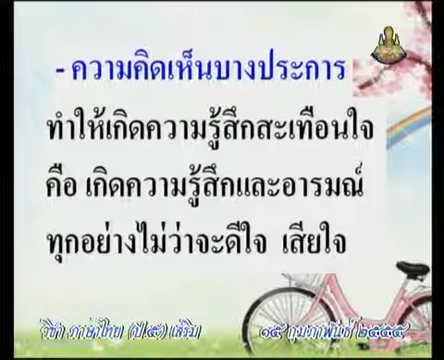 - ความคิดเห็นบางประการ
ทำให้เกิดความรู้สึกสะเทือนใจ
คือ เกิดความรู้สึกและอารมณ์
ทุกอย่างไม่ว่าจะดีใจ เสียใจ
วิชา ภาษาไทย (ป.๕) เสริม ๑๕ กุมภาพันธ์ ๒๕๕๕